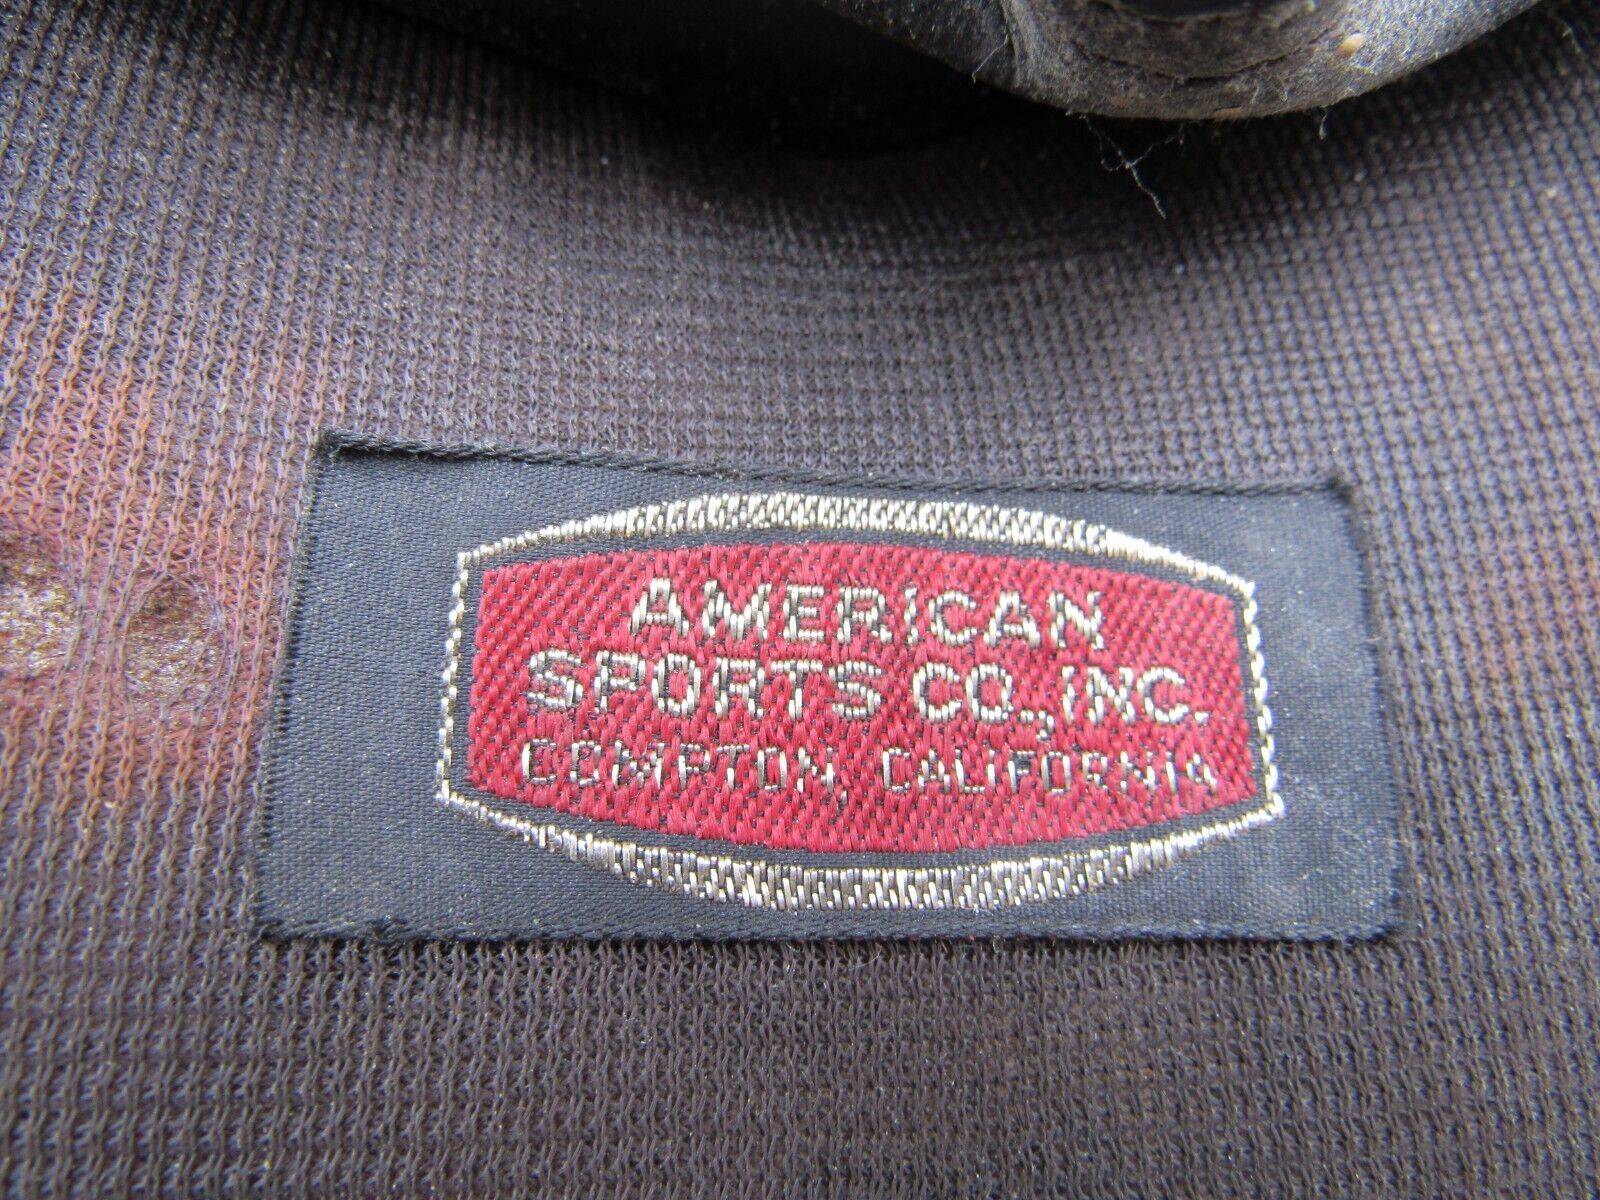 AMERICAN
SPORTS CO., INC.
COMPTON, CALIFORNIA